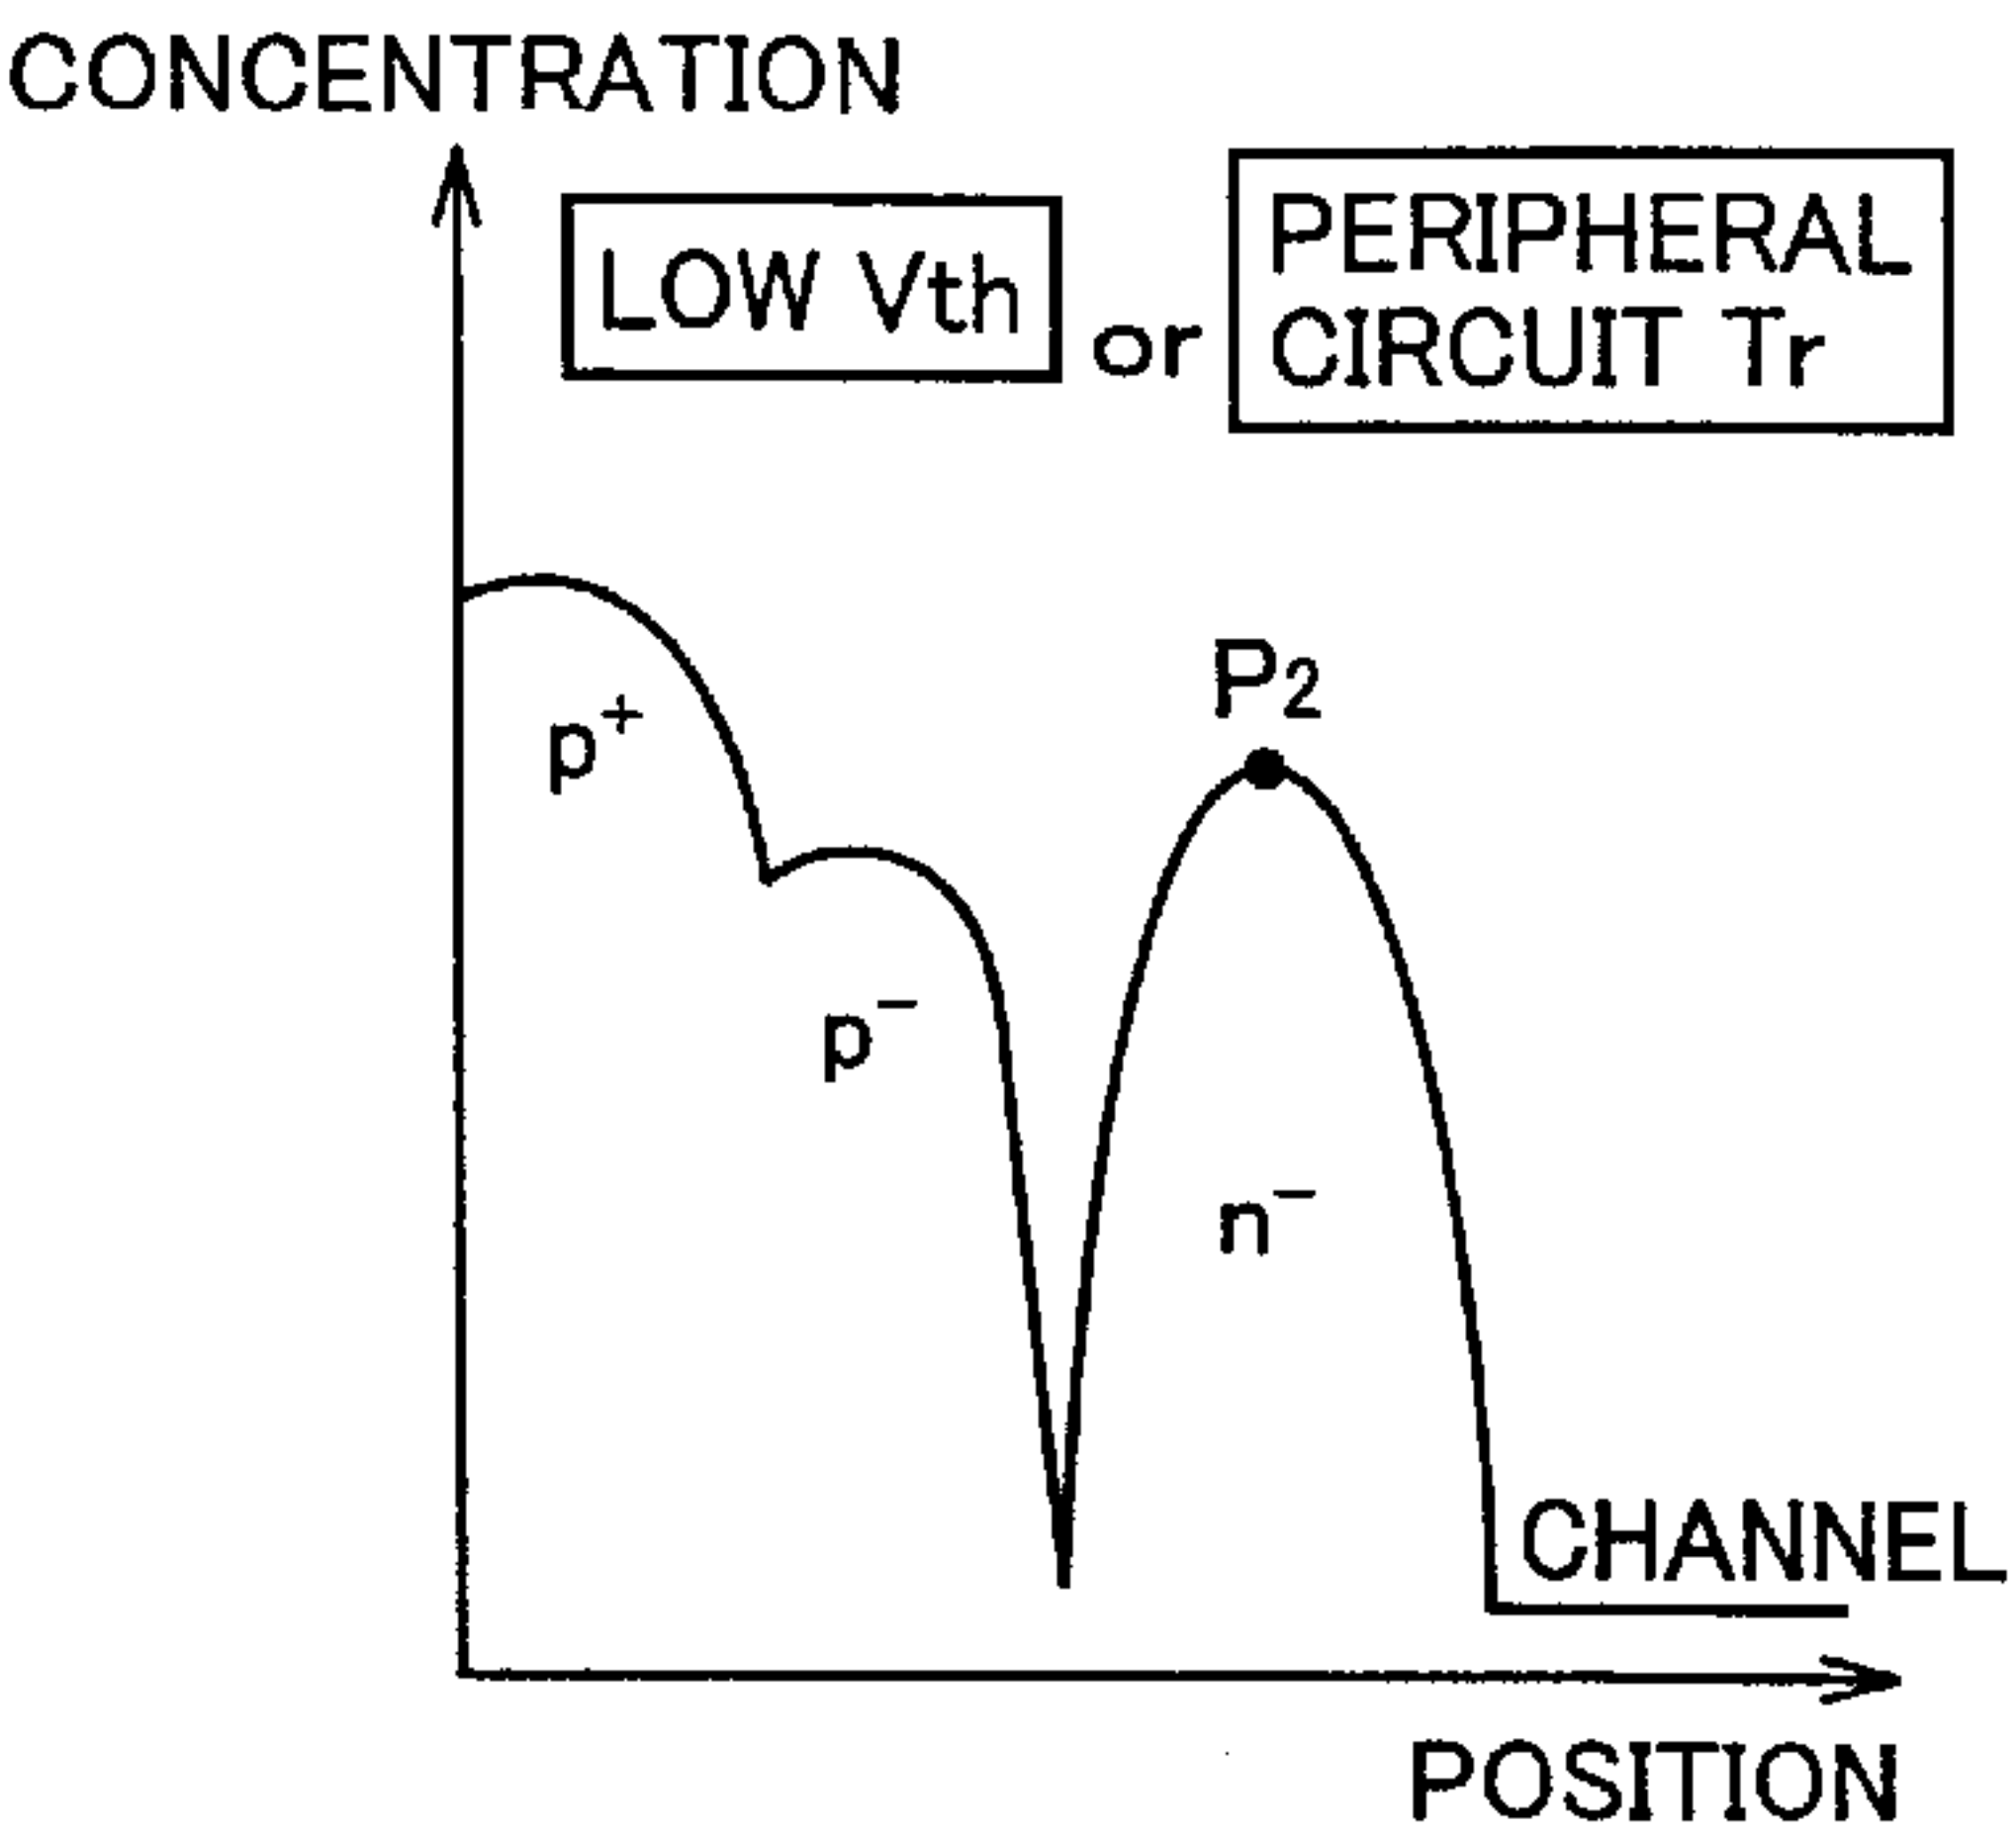 CONCENTRATION
LOW Vth
or
PERIPHERAL
CIRCUIT Tr
p+
P2
p−
n−
CHANNEL
POSITION